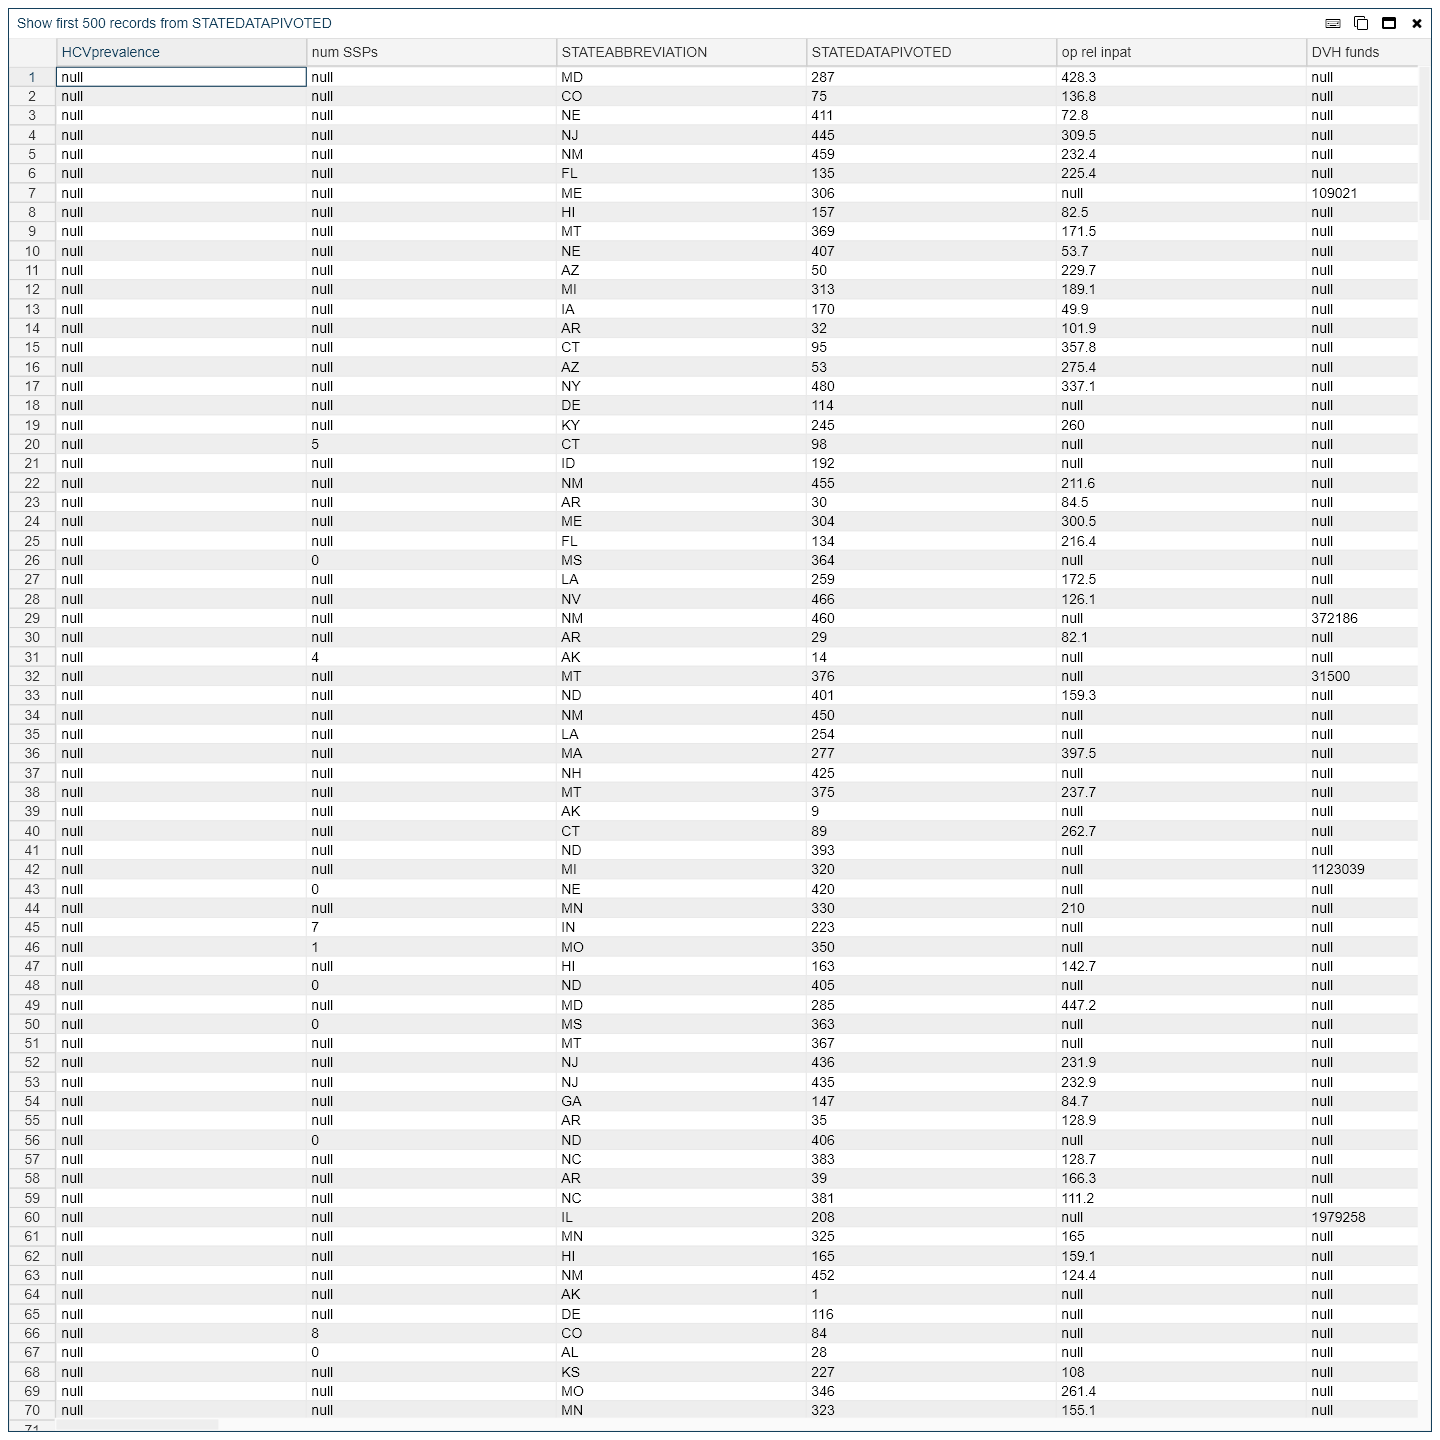 Show first 500 records from STATEDATAPIVOTED
HCVprevalence num SSPs STATEABBREVIATION STATEDATAPIVOTED op rel inpat DVH funds
1 null null MD 287 428.3 null
2 null null CO 75 136.8 null
3 null null NE 411 72.8 null
4 null null NJ 445 309.5 null
5 null null NM 459 232.4 null
6 null null FL 135 225.4 null
7 null null ME 306 null 109021
8 null null HI 157 82.5 null
9 null null MT 369 171.5 null
10 null null NE 407 53.7 null
11 null null AZ 50 229.7 null
12 null null MI 313 189.1 null
13 null null IA 170 49.9 null
14 null null AR 32 101.9 null
15 null null CT 95 357.8 null
16 null null AZ 53 275.4 null
17 null null NY 480 337.1 null
18 null null DE 114 null null
19 null null KY 245 260 null
20 null 5 CT 98 null null
21 null null ID 192 null null
22 null null NM 455 211.6 null
23 null null AR 30 84.5 null
24 null null ME 304 300.5 null
25 null null FL 134 216.4 null
26 null 0 MS 364 null null
27 null null LA 259 172.5 null
28 null null NV 466 126.1 null
29 null null NM 460 null 372186
30 null null AR 29 82.1 null
31 null 4 AK 14 null null
32 null null MT 376 null 31500
33 null null ND 401 159.3 null
34 null null NM 450 null null
35 null null LA 254 null null
36 null null MA 277 397.5 null
37 null null NH 425 null null
38 null null MT 375 237.7 null
39 null null AK 9 null null
40 null null CT 89 262.7 null
41 null null ND 393 null null
42 null null MI 320 null 1123039
43 null 0 NE 420 null null
44 null null MN 330 210 null
45 null 7 IN 223 null null
46 null 1 MO 350 null null
47 null null HI 163 142.7 null
48 null 0 ND 405 null null
49 null null MD 285 447.2 null
50 null 0 MS 363 null null
51 null null MT 367 null null
52 null null NJ 436 231.9 null
53 null null NJ 435 232.9 null
54 null null GA 147 84.7 null
55 null null AR 35 128.9 null
56 null 0 ND 406 null null
57 null null NC 383 128.7 null
58 null null AR 39 166.3 null
59 null null NC 381 111.2 null
60 null null IL 208 null 1979258
61 null null MN 325 165 null
62 null null HI 165 159.1 null
63 null null NM 452 124.4 null
64 null null AK 1 null null
65 null null DE 116 null null
66 null 8 CO 84 null null
67 null 0 AL 28 null null
68 null null KS 227 108 null
69 null null MO 346 261.4 null
70 null null MN 323 155.1 null
71